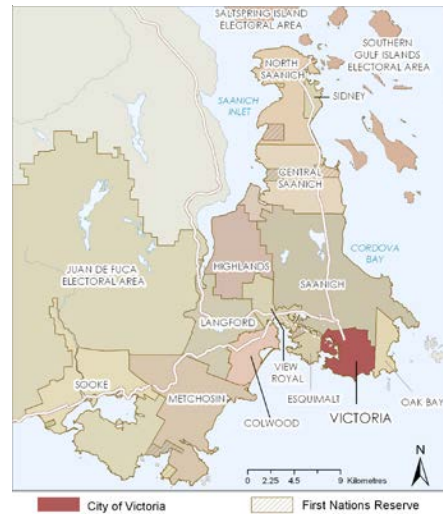 SALTSPRING ISLAND
ELECTORAL AREA
SOUTHERN
GULF ISLANDS
ELECTORAL AREA
NORTH
SAANICH
SIDNEY
SAANICH
INLET
CENTRAL
SAANICH
CORDOVA
BAY
HIGHLANDS
JUAN DE FUCA
ELECTORAL AREA
SAANICH
LANGFORD
VIEW
ROYAL
SOOKE
METCHOSIN
ESQUIMALT
OAK BAY
COLWOOD
VICTORIA
0 2.25 4.5 9 Kilometres
N
City of Victoria
First Nations Reserve